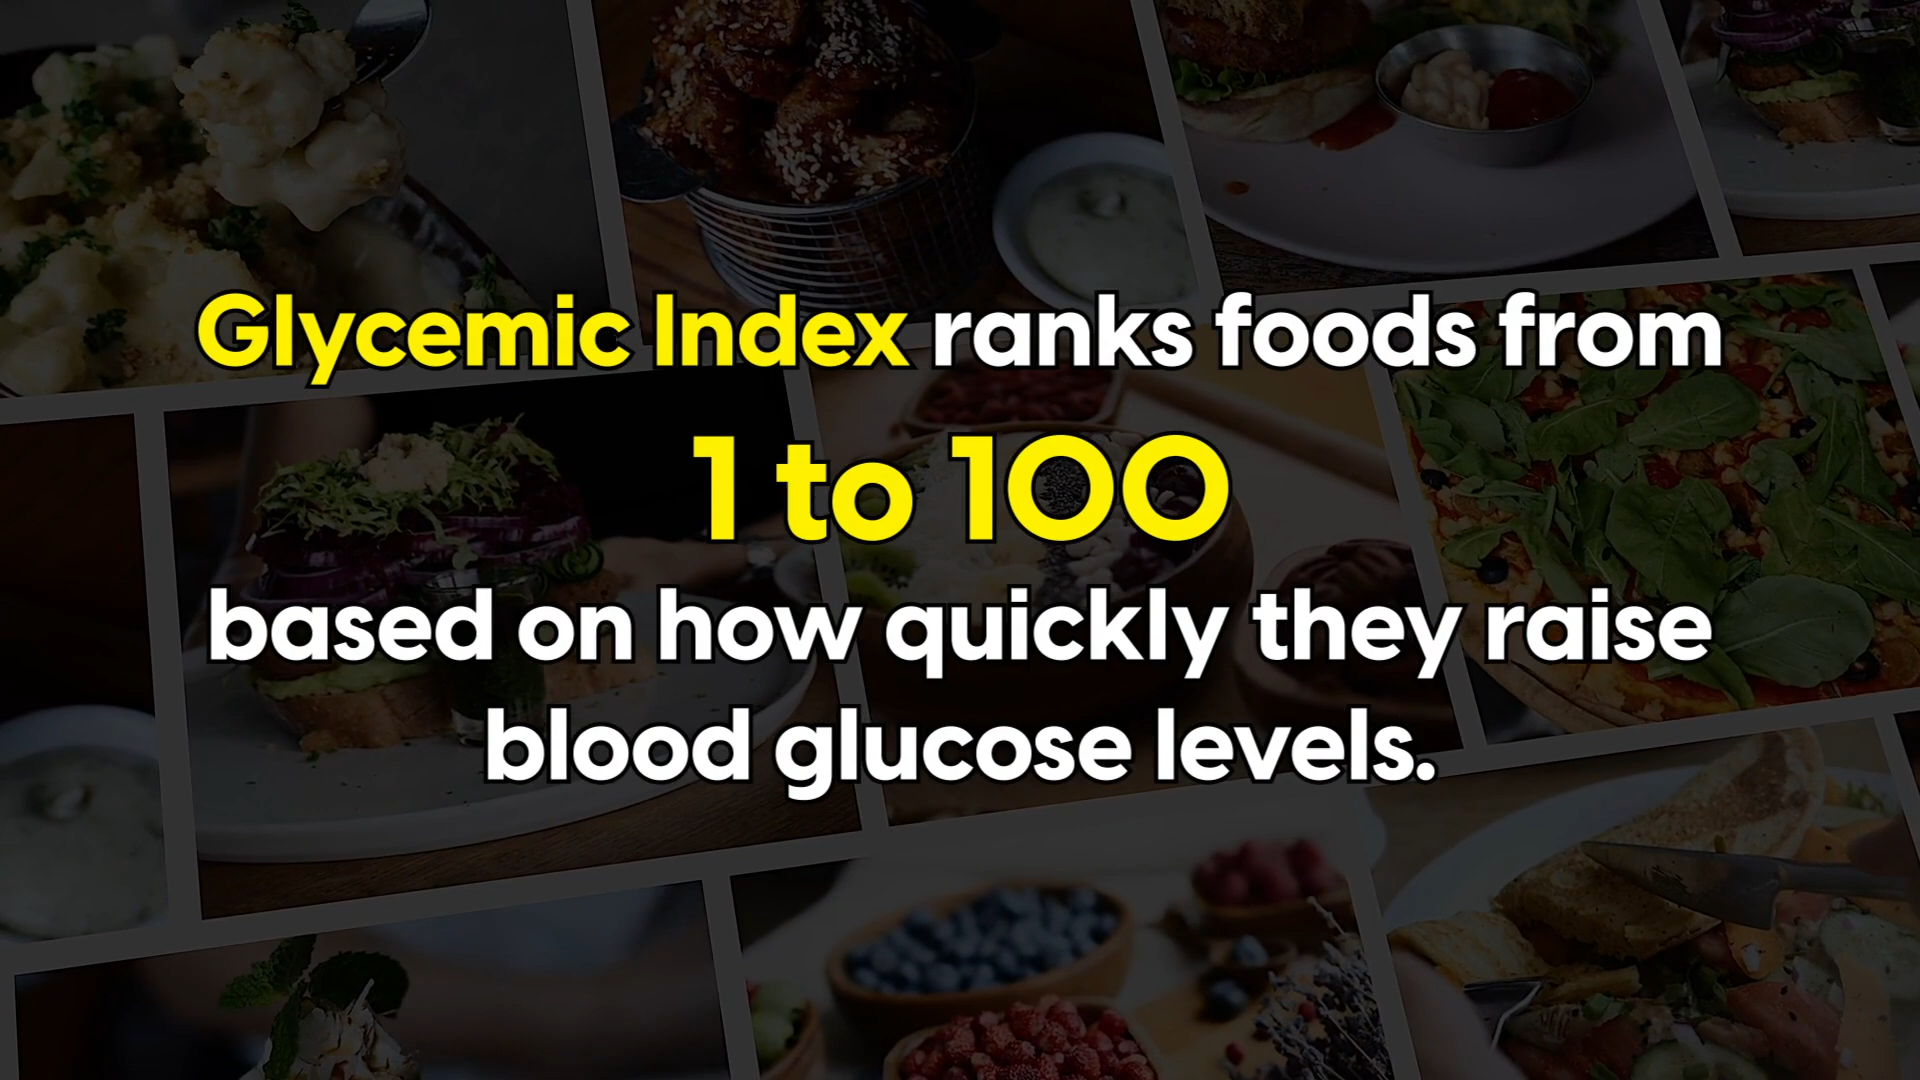 Glycemic Index ranks foods from
1 to 100
based on how quickly they raise
blood glucose levels.